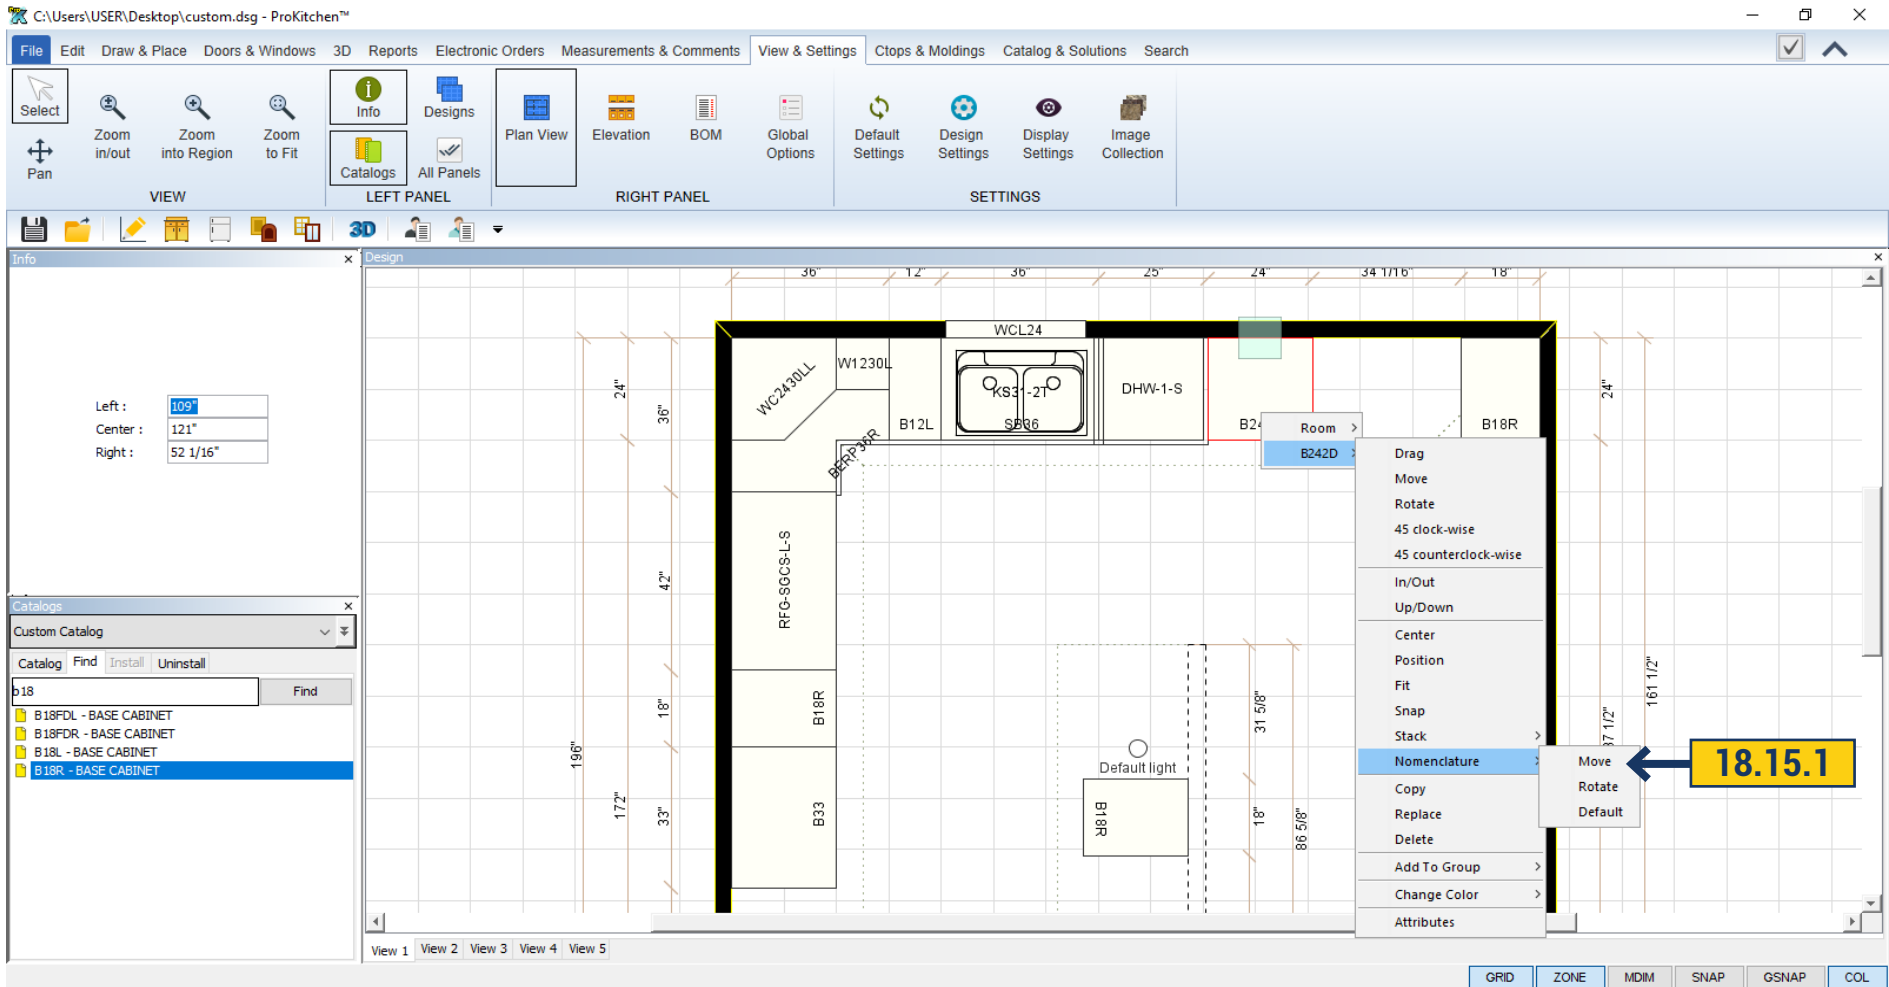 C:\Users\USER\Desktop\custom.dsg - ProKitchen™
File Edit Draw & Place Doors & Windows 3D Reports Electronic Orders Measurements & Comments View & Settings Ctops & Moldings Catalog & Solutions Search
Select
Pan
Zoom in/out
Zoom into Region
Zoom to Fit
VIEW
Info
Designs
Catalogs
All Panels
LEFT PANEL
Plan View
Elevation
BOM
Global Options
RIGHT PANEL
Default Settings
Design Settings
Display Settings
Image Collection
SETTINGS
3D
Info
Left :
109"
Center :
121"
Right :
52 1/16"
Catalogs
Custom Catalog
Catalog Find Install Uninstall
b18
Find
B18FDL - BASE CABINET
B18FDR - BASE CABINET
B18L - BASE CABINET
B18R - BASE CABINET
Design
36" 12" 36" 25" 24" 34 1/16" 18"
WCL24
WC2430LL
W1230L
B12L
KS31-2T
SB36
DHW-1-S
B18R
BERP36R
24"
36"
24"
RFG-SGCS-L-S
42"
B18R
18"
196"
172"
B33
33"
Default light
B18R
31 5/8"
18"
86 5/8"
161 1/2"
Room
B242D
Drag
Move
Rotate
45 clock-wise
45 counterclock-wise
In/Out
Up/Down
Center
Position
Fit
Snap
Stack
Nomenclature
Copy
Replace
Delete
Add To Group
Change Color
Attributes
Move
Rotate
Default
18.15.1
View 1 View 2 View 3 View 4 View 5
GRID ZONE MDIM SNAP GSNAP COL